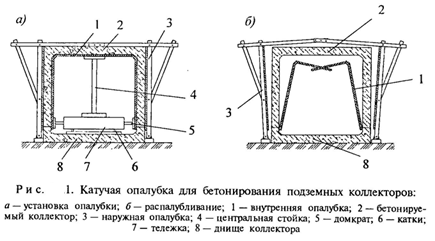 а)
1
2
3
4
5
6
7
8
б)
2
1
3
8
Рис. 1. Катучая опалубка для бетонирования подземных коллекторов:
а — установка опалубки; б — распалубливание; 1 — внутренняя опалубка; 2 — бетонируе-
мый коллектор; 3 — наружная опалубка; 4 — центральная стойка; 5 — домкрат; 6 — катки;
7 — тележка; 8 — днище коллектора